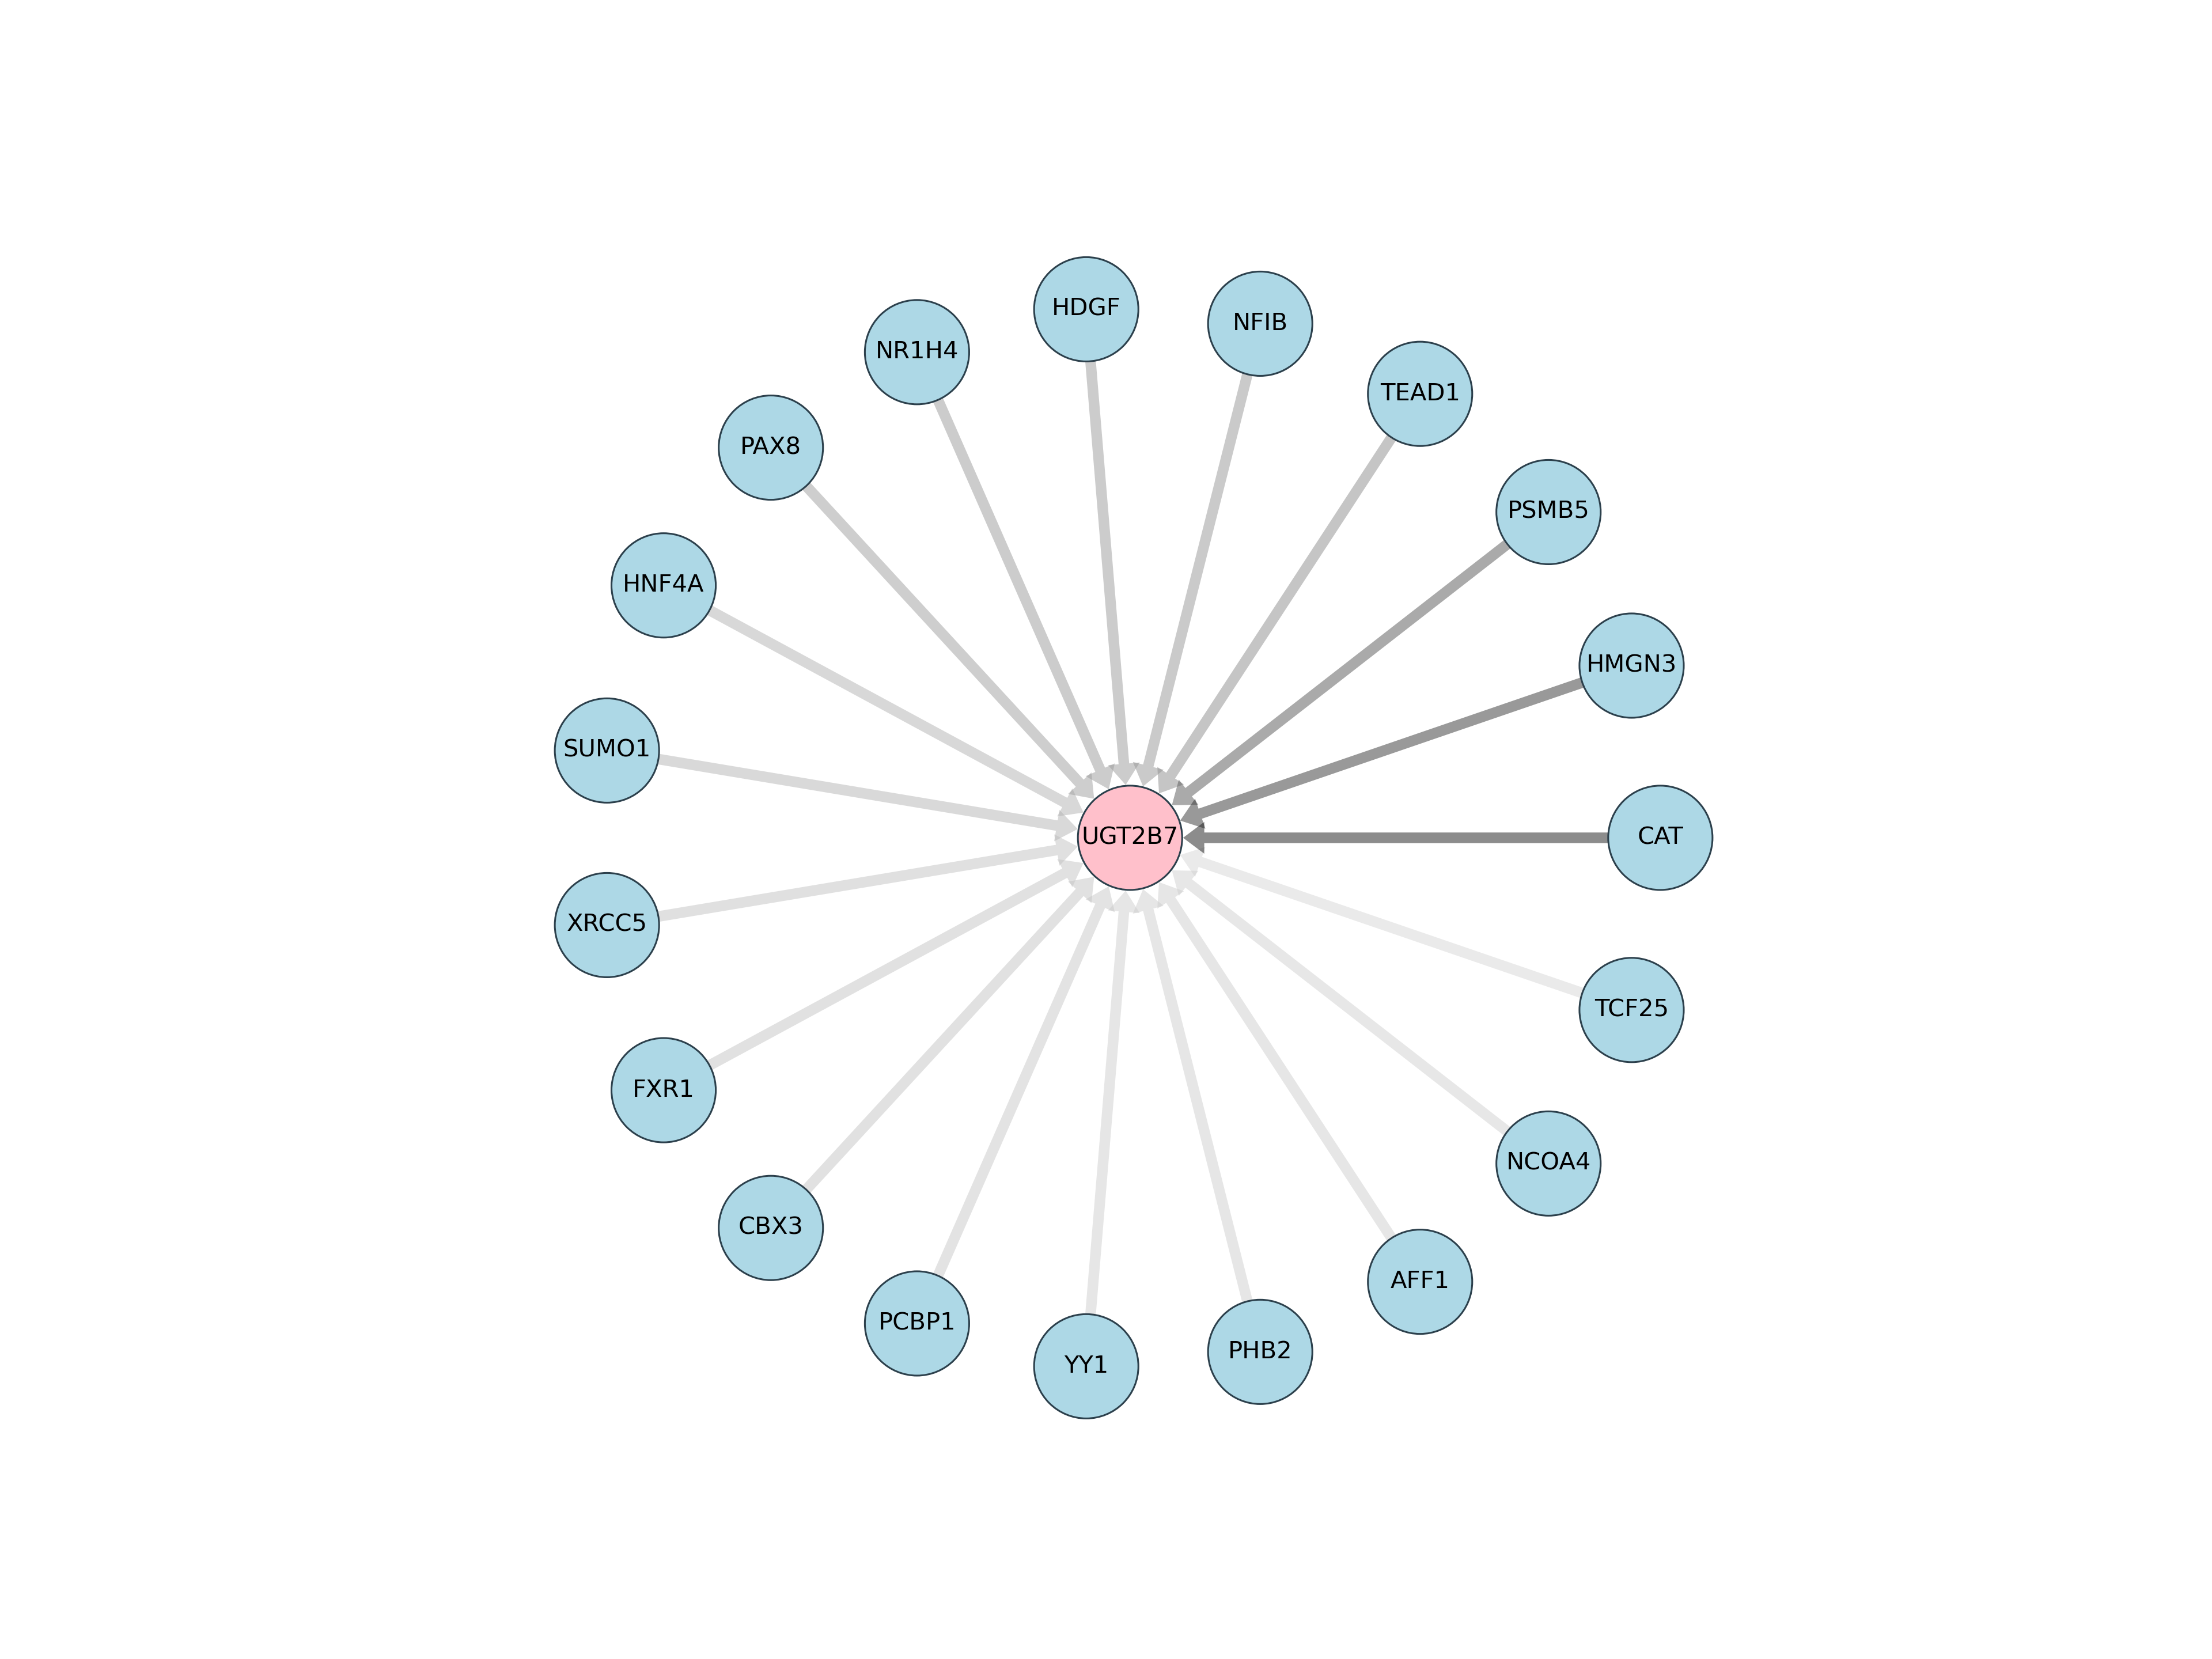 HDGF
NFIB
NR1H4
TEAD1
PAX8
PSMB5
HNF4A
HMGN3
SUMO1
UGT2B7
CAT
XRCC5
TCF25
FXR1
NCOA4
CBX3
AFF1
PCBP1
PHB2
YY1